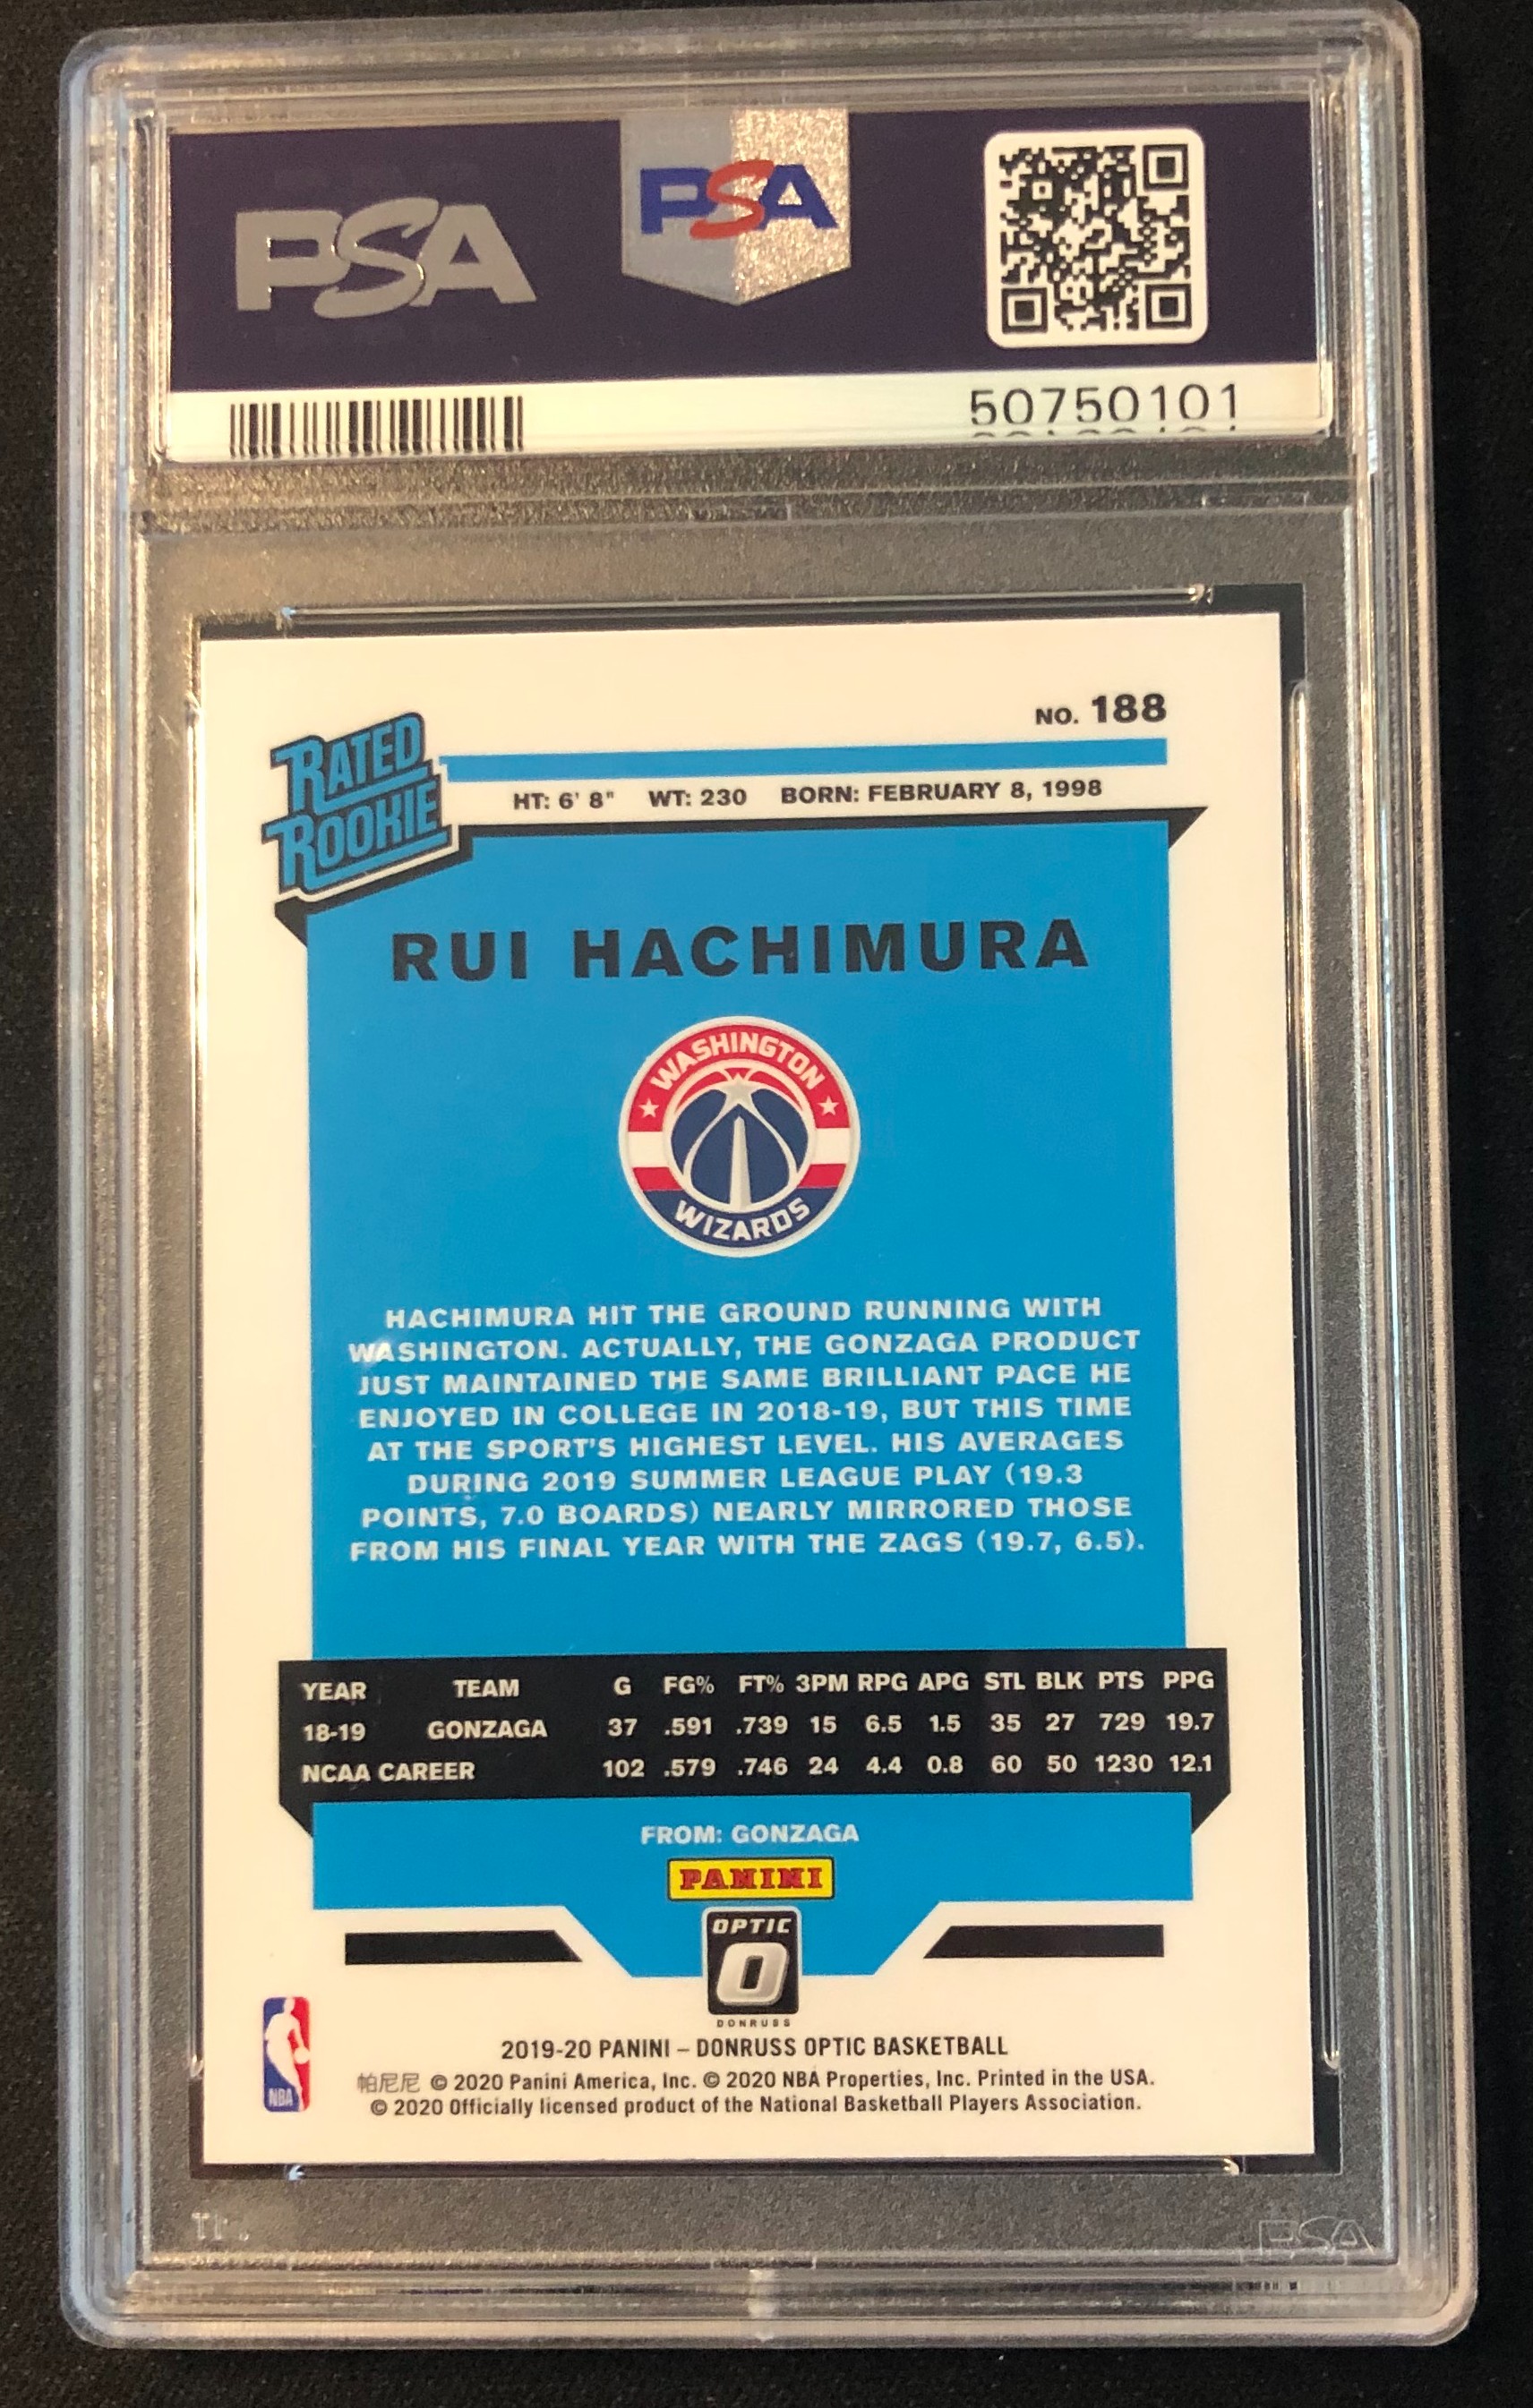 PSA
PSA
50750101
NO. 188
RATED
ROOKIE
HT: 6' 8" WT: 230 BORN: FEBRUARY 8, 1998
RUI HACHIMURA
WASHINGTON
WIZARDS
HACHIMURA HIT THE GROUND RUNNING WITH
WASHINGTON. ACTUALLY, THE GONZAGA PRODUCT
JUST MAINTAINED THE SAME BRILLIANT PACE HE
ENJOYED IN COLLEGE IN 2018-19, BUT THIS TIME
AT THE SPORT'S HIGHEST LEVEL. HIS AVERAGES
DURING 2019 SUMMER LEAGUE PLAY (19.3
POINTS, 7.0 BOARDS) NEARLY MIRRORED THOSE
FROM HIS FINAL YEAR WITH THE ZAGS (19.7, 6.5).
YEAR TEAM G FG% FT% 3PM RPG APG STL BLK PTS PPG
18-19 GONZAGA 37 .591 .739 15 6.5 1.5 35 27 729 19.7
NCAA CAREER 102 .579 .746 24 4.4 0.8 60 50 1230 12.1
FROM: GONZAGA
PANINI
OPTIC
O
DONRUSS
NBA
2019-20 PANINI – DONRUSS OPTIC BASKETBALL
帕尼尼 © 2020 Panini America, Inc. © 2020 NBA Properties, Inc. Printed in the USA.
© 2020 Officially licensed product of the National Basketball Players Association.
PSA